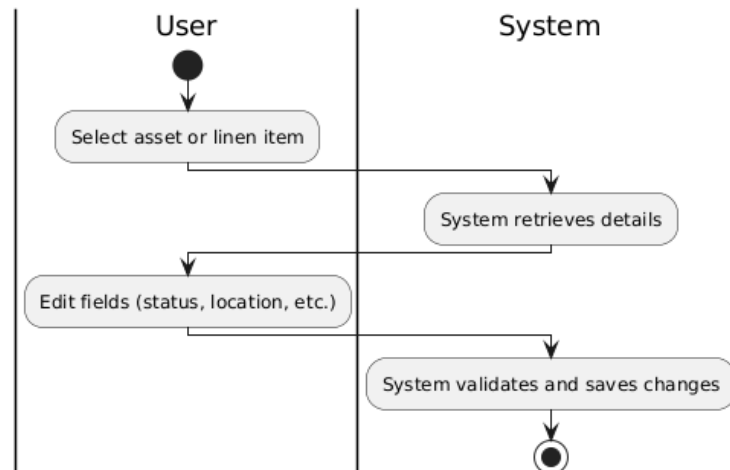 User
System
Select asset or linen item
System retrieves details
Edit fields (status, location, etc.)
System validates and saves changes